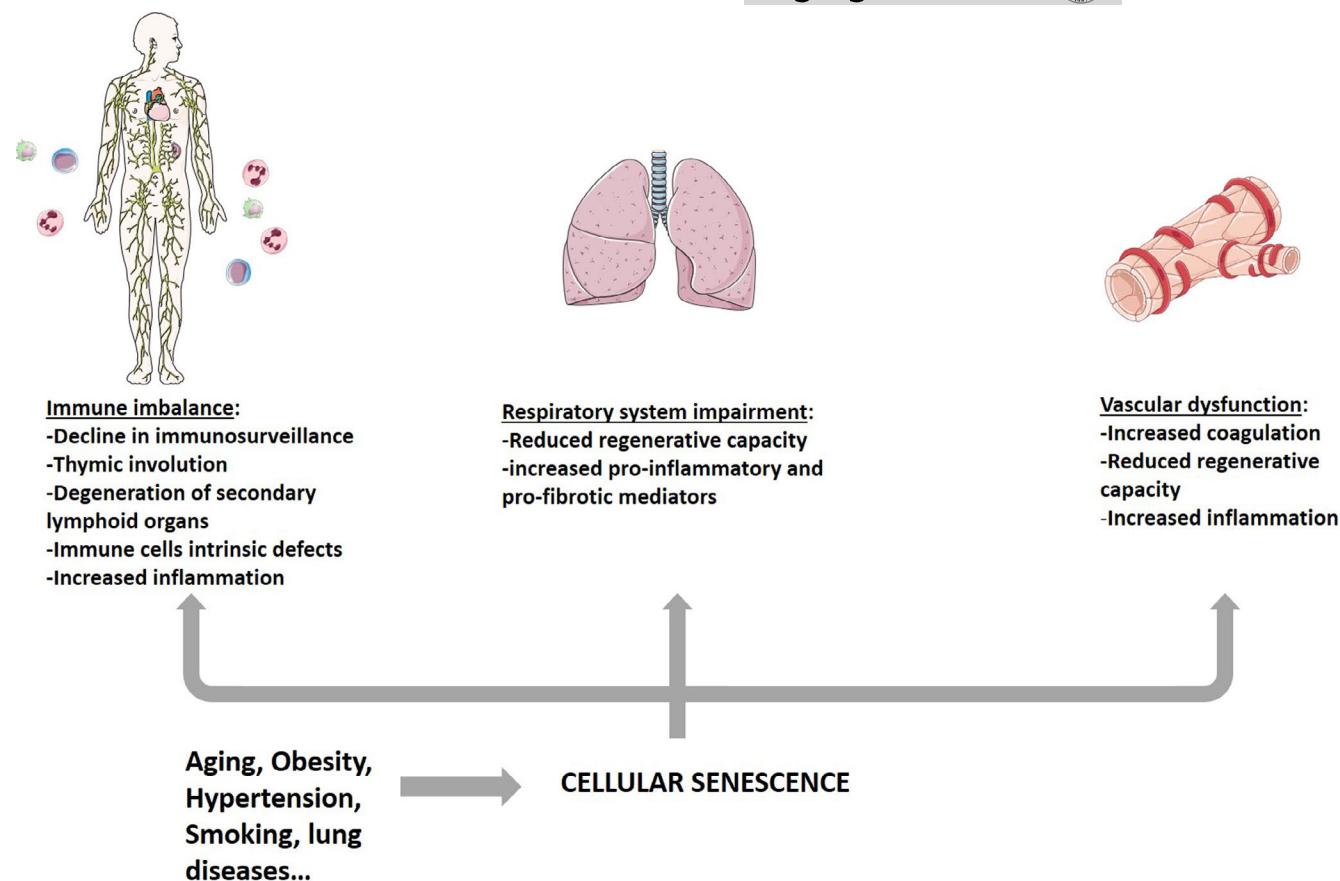 Immune imbalance:
-Decline in immunosurveillance
-Thymic involution
-Degeneration of secondary
lymphoid organs
-Immune cells intrinsic defects
-Increased inflammation
Respiratory system impairment:
-Reduced regenerative capacity
-increased pro-inflammatory and
pro-fibrotic mediators
Vascular dysfunction:
-Increased coagulation
-Reduced regenerative
capacity
-Increased inflammation
Aging, Obesity,
Hypertension,
Smoking, lung
diseases...
CELLULAR SENESCENCE